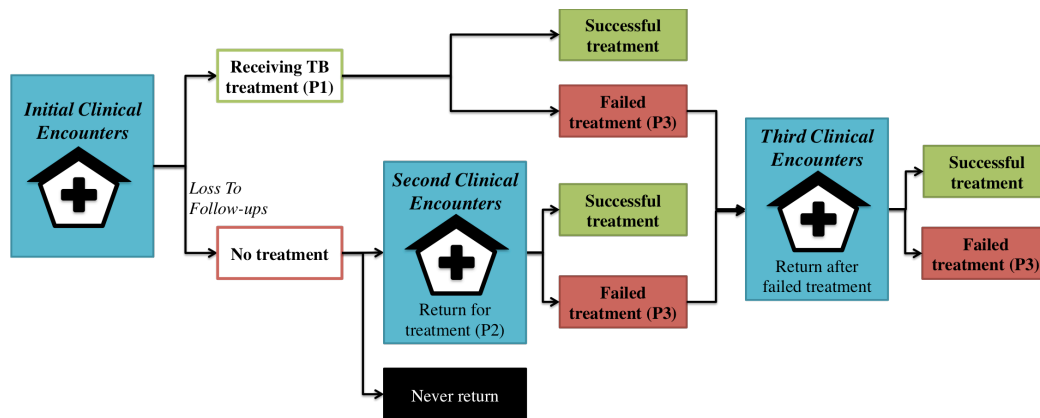 Initial Clinical
Encounters
Loss To
Follow-ups
Receiving TB
treatment (P1)
No treatment
Successful
treatment
Failed
treatment (P3)
Second Clinical
Encounters
Return for
treatment (P2)
Never return
Successful
treatment
Failed
treatment (P3)
Third Clinical
Encounters
Return after
failed treatment
Successful
treatment
Failed
treatment (P3)